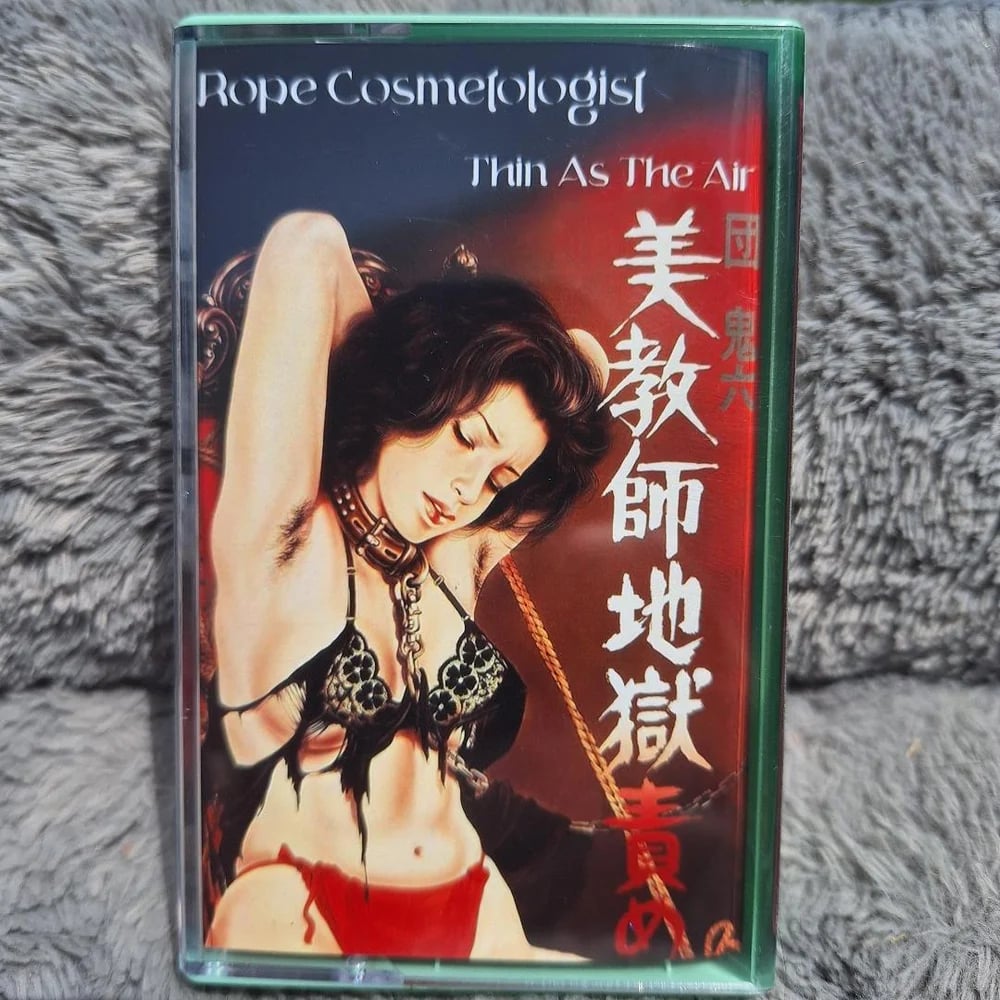 Rope Cosmetologist
Thin As The Air
団 鬼六
美教師地獄責め